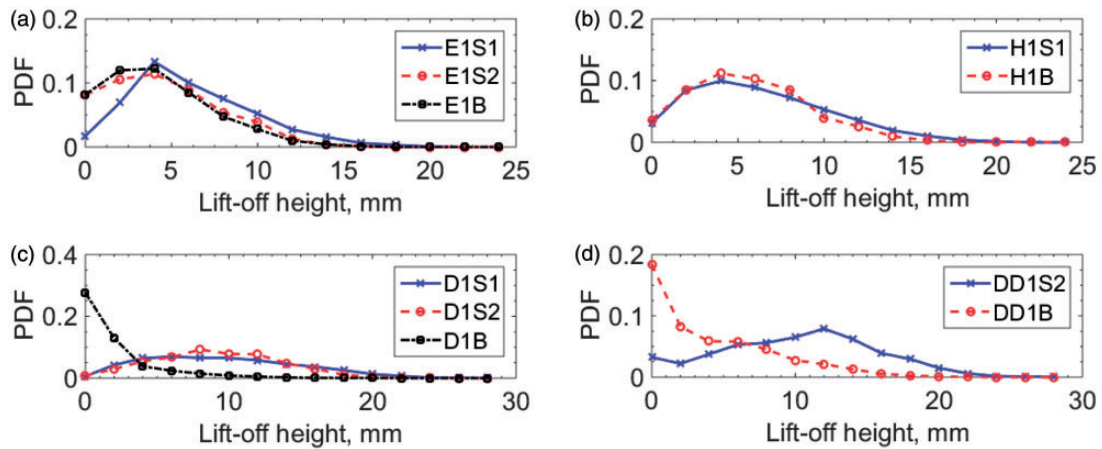 (a)
0.2
0.1
0
PDF
E1S1
E1S2
E1B
0 5 10 15 20 25
Lift-off height, mm
(b)
0.2
0.1
0
PDF
H1S1
H1B
0 5 10 15 20 25
Lift-off height, mm
(c)
0.4
0.2
0
PDF
D1S1
D1S2
D1B
0 10 20 30
Lift-off height, mm
(d)
0.2
0.1
0
PDF
DD1S2
DD1B
0 10 20 30
Lift-off height, mm